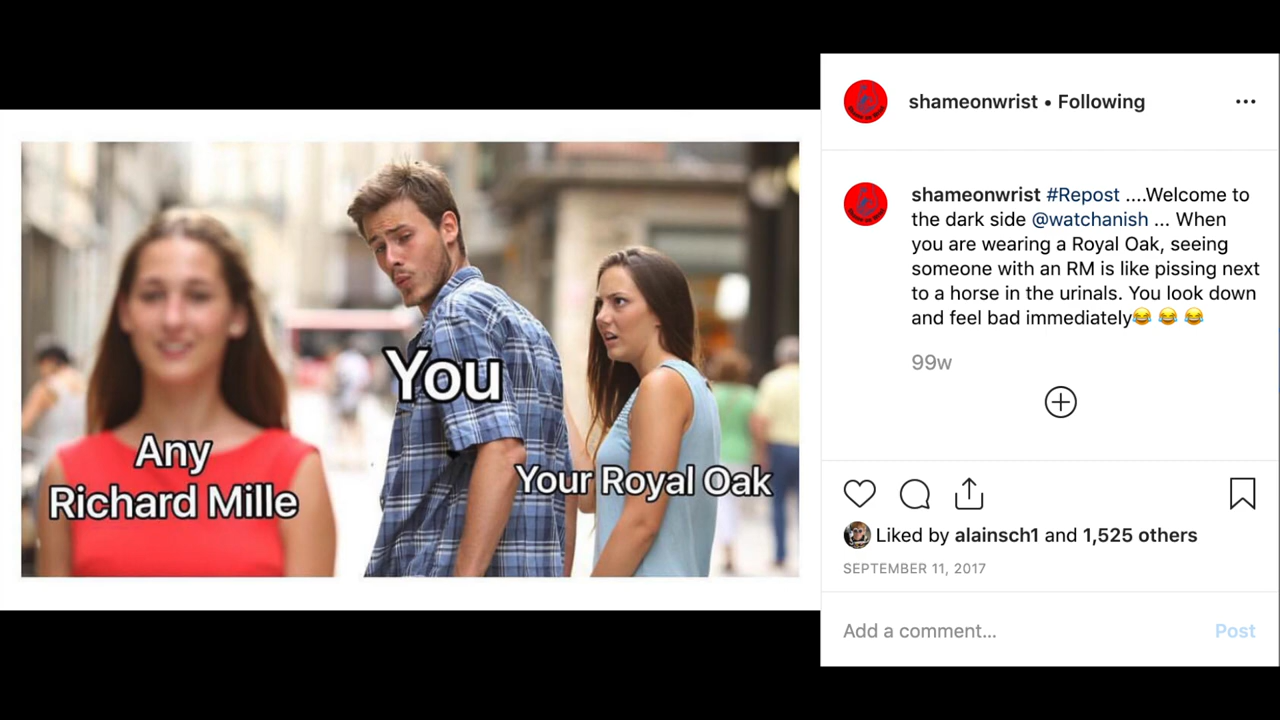 Any
Richard Mille
You
Your Royal Oak
shameonwrist • Following
shameonwrist #Repost ....Welcome to
the dark side @watchanish ... When
you are wearing a Royal Oak, seeing
someone with an RM is like pissing next
to a horse in the urinals. You look down
and feel bad immediately😂 😂 😂
99w
Liked by alainsch1 and 1,525 others
SEPTEMBER 11, 2017
Add a comment...
Post